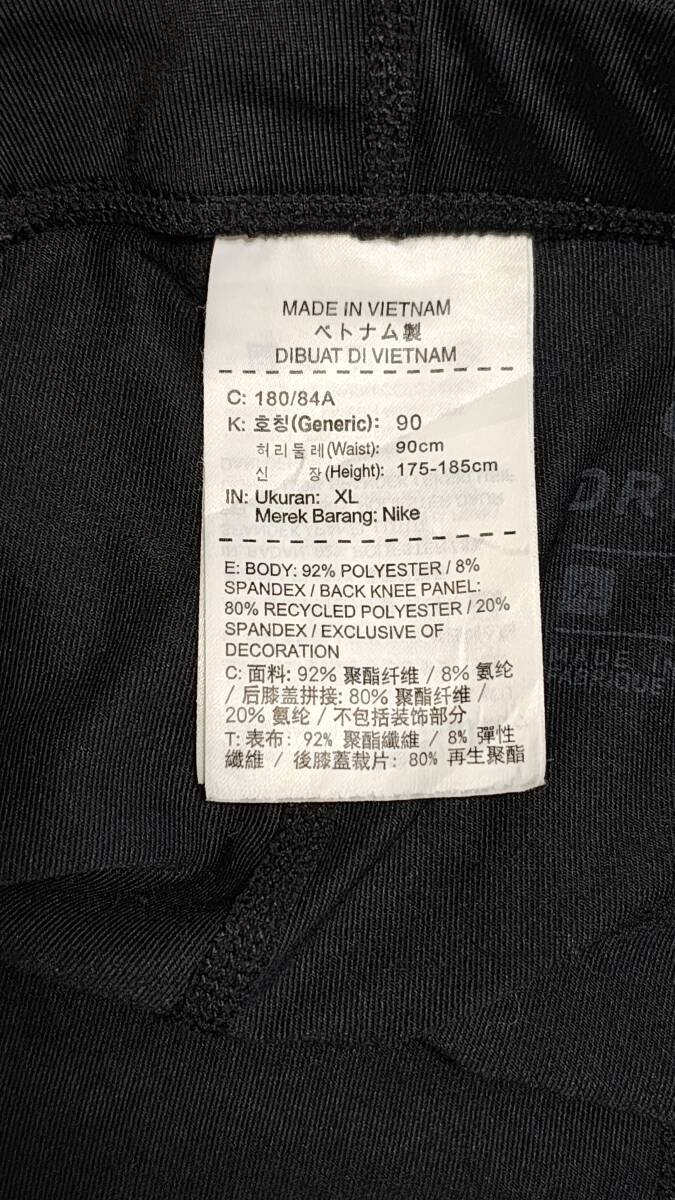 MADE IN VIETNAM
ベトナム製
DIBUAT DI VIETNAM
C: 180/84A
K: 호칭(Generic): 90
허리둘레(Waist): 90cm
신 장(Height): 175-185cm
IN: Ukuran: XL
Merek Barang: Nike
E: BODY: 92% POLYESTER / 8%
SPANDEX / BACK KNEE PANEL:
80% RECYCLED POLYESTER / 20%
SPANDEX / EXCLUSIVE OF
DECORATION
C: 面料: 92% 聚酯纤维 / 8% 氨纶
/ 后膝盖拼接: 80% 聚酯纤维 /
20% 氨纶 / 不包括装饰部分
T: 表布: 92% 聚酯纖維 / 8% 彈性
纖維 / 後膝蓋裁片: 80% 再生聚酯
DR
MADE IN